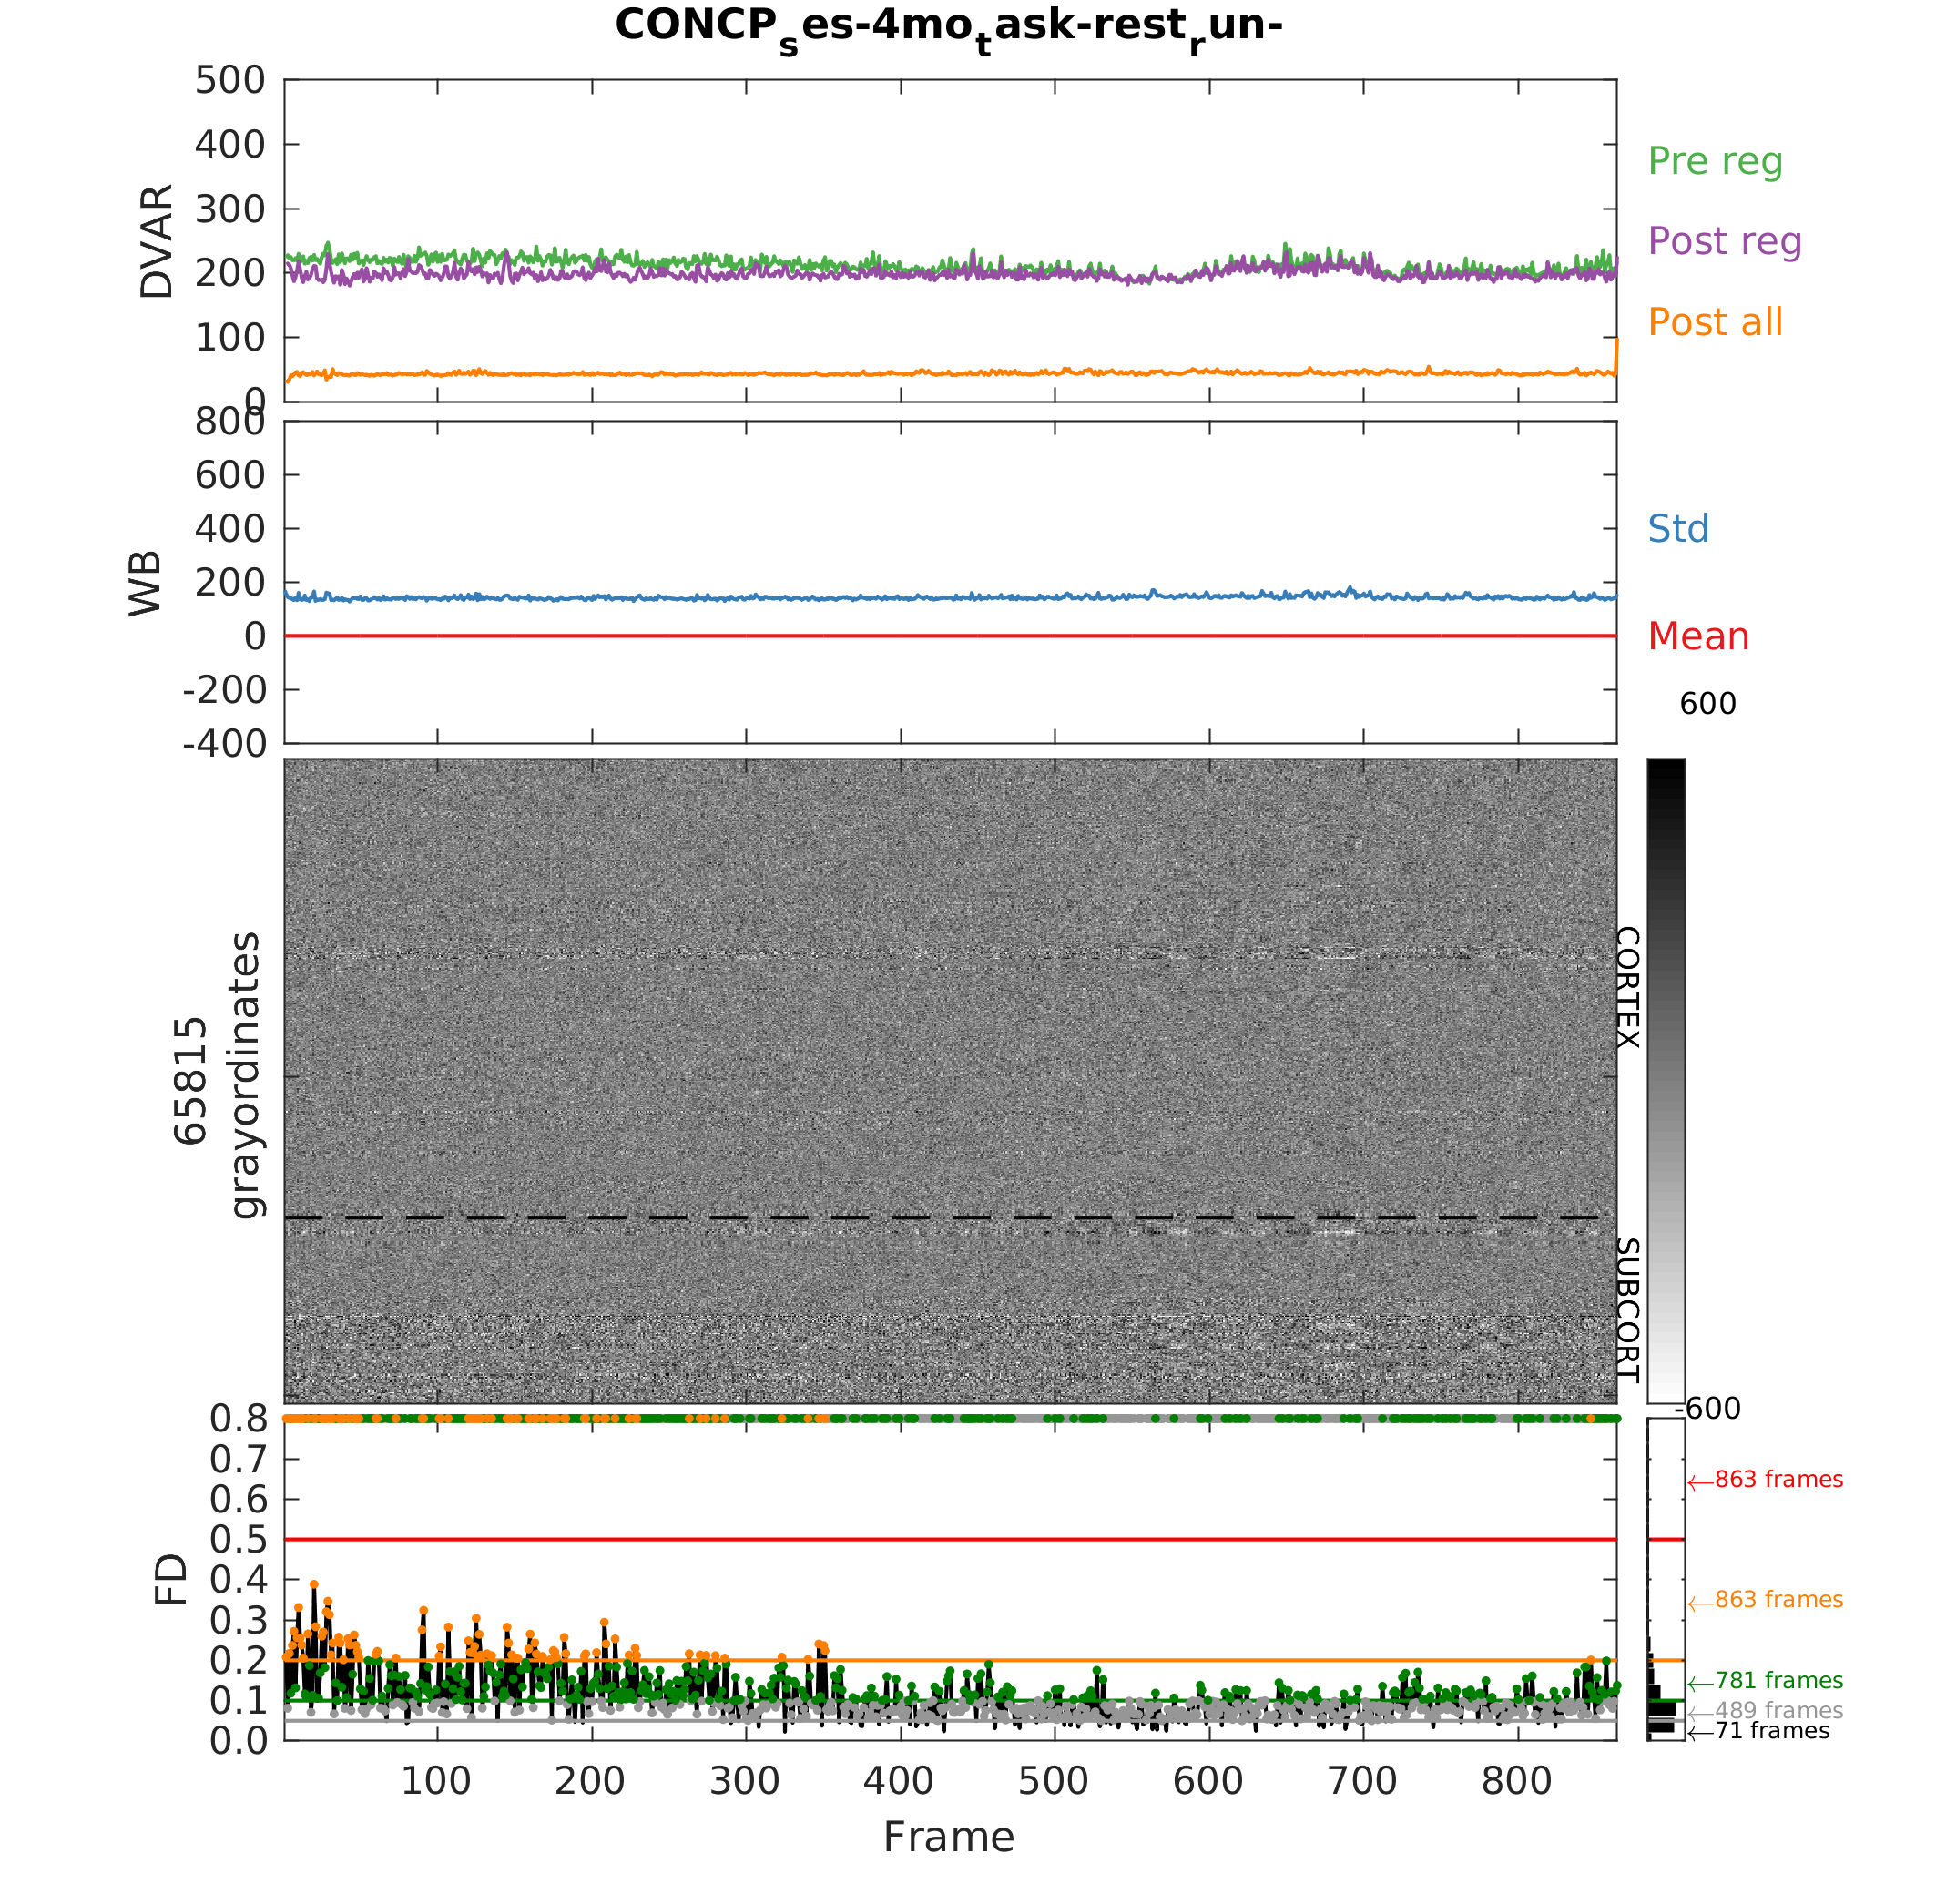 CONCPses-4motask-restrun-
500
400
300
200
100
0
DVAR
Pre reg
Post reg
Post all
800
600
400
200
0
-200
-400
WB
Std
Mean
600
65815
grayordinates
CORTEX
SUBCORT
-600
0.8
0.7
0.6
0.5
0.4
0.3
0.2
0.1
0.0
FD
←863 frames
←863 frames
←781 frames
←489 frames
←71 frames
100 200 300 400 500 600 700 800
Frame